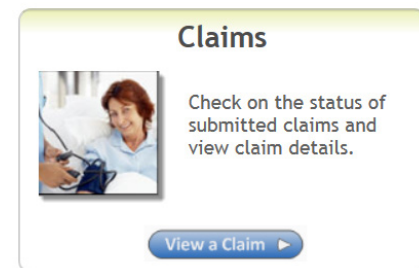 Claims
Check on the status of
submitted claims and
view claim details.
View a Claim